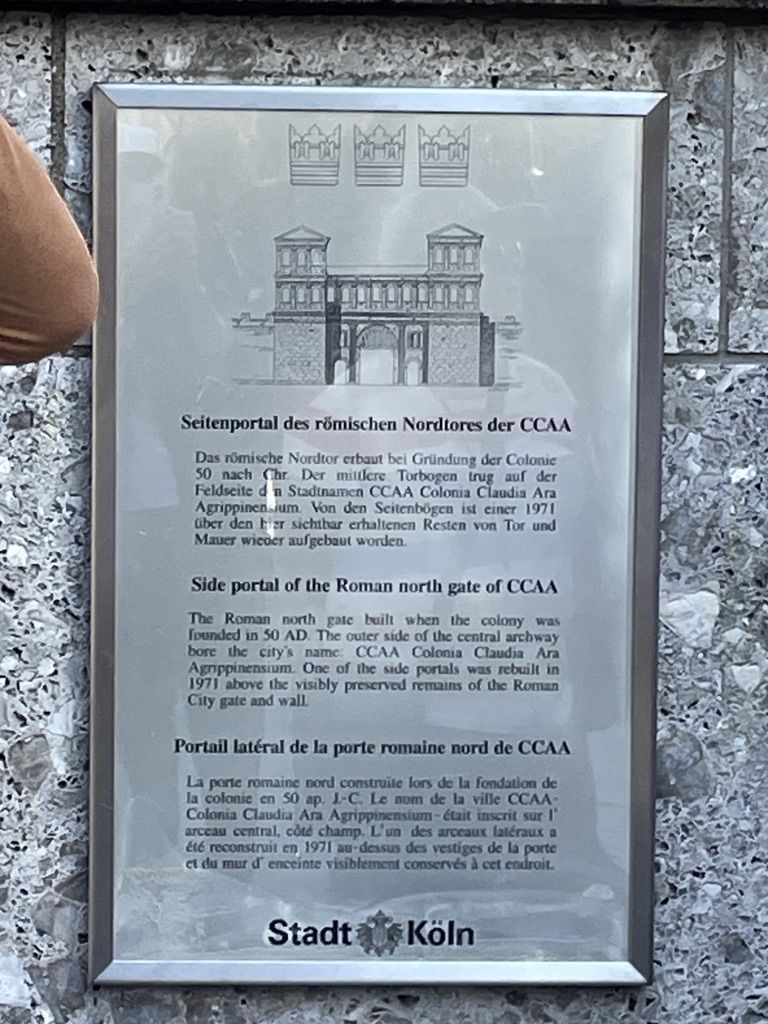 Seitenportal des römischen Nordtores der CCAA
Das römische Nordtor erbaut bei Gründung der Colonie
50 nach Chr. Der mittlere Torbogen trug auf der
Feldseite den Stadtnamen CCAA Colonia Claudia Ara
Agrippinensium. Von den Seitenbögen ist einer 1971
über den hier sichtbar erhaltenen Resten von Tor und
Mauer wieder aufgebaut worden.
Side portal of the Roman north gate of CCAA
The Roman north gate built when the colony was
founded in 50 AD. The outer side of the central archway
bore the city's name: CCAA Colonia Claudia Ara
Agrippinensium. One of the side portals was rebuilt in
1971 above the visibly preserved remains of the Roman
City gate and wall.
Portail latéral de la porte romaine nord de CCAA
La porte romaine nord construite lors de la fondation de
la colonie en 50 ap. J.-C. Le nom de la ville CCAA-
Colonia Claudia Ara Agrippinensium - était inscrit sur l'
arceau central, côté champ. L'un des arceaux latéraux a
été reconstruit en 1971 au-dessus des vestiges de la porte
et du mur d' enceinte visiblement conservés à cet endroit.
Stadt Köln